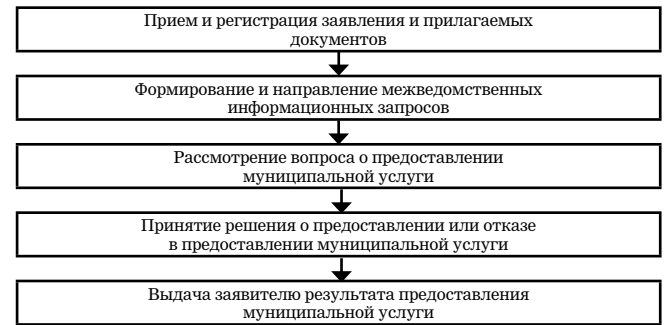 Прием и регистрация заявления и прилагаемых
документов
Формирование и направление межведомственных
информационных запросов
Рассмотрение вопроса о предоставлении
муниципальной услуги
Принятие решения о предоставлении или отказе
в предоставлении муниципальной услуги
Выдача заявителю результата предоставления
муниципальной услуги